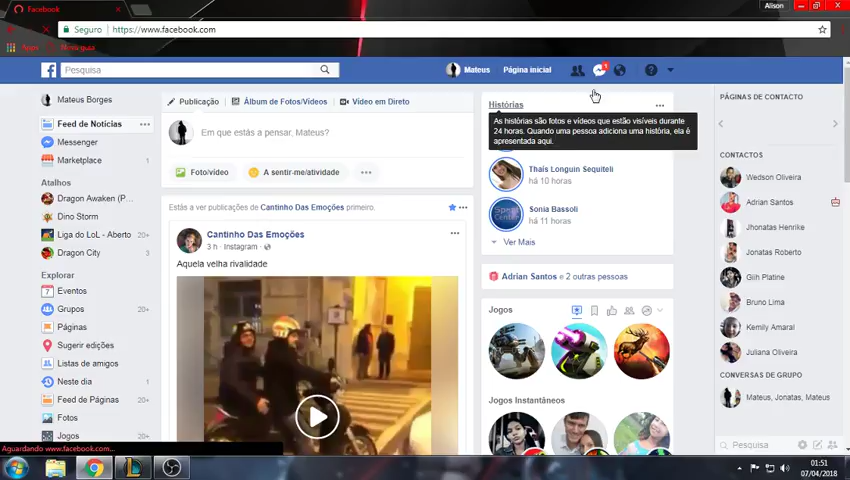 Facebook
Alison
Seguro
https://www.facebook.com
Apps
Nova guia
Pesquisa
Mateus
Página inicial
1
Mateus Borges
Feed de Notícias
Messenger
Marketplace
Atalhos
Dragon Awaken (P...
Dino Storm
Liga do LoL - Aberto
20+
Dragon City
Explorar
Eventos
Grupos
20+
Páginas
Sugerir edições
Listas de amigos
Neste dia
1
Feed de Páginas
20+
Fotos
Jogos
20+
Aguardando www.facebook.com...
Publicação
Álbum de Fotos/Vídeos
Vídeo em Direto
Em que estás a pensar, Mateus?
Foto/vídeo
A sentir-me/atividade
Estás a ver publicações de Cantinho Das Emoções primeiro.
Cantinho Das Emoções
3 h · Instagram ·
Aquela velha rivalidade
Histórias
As histórias são fotos e vídeos que estão visíveis durante
24 horas. Quando uma pessoa adiciona uma história, ela é
apresentada aqui.
Thais Longuin Sequiteli
há 10 horas
Sonia Bassoli
há 11 horas
Ver Mais
Adrian Santos e 2 outras pessoas
Jogos
Jogos Instantâneos
PÁGINAS DE CONTACTO
CONTACTOS
Wedson Oliveira
Adrian Santos
Jhonatas Henrike
Jonatas Roberto
Giih Platine
Bruno Lima
Kemily Amaral
Juliana Oliveira
CONVERSAS DE GRUPO
Mateus, Jonatas, Mateus
Pesquisa
01:51
07/04/2018